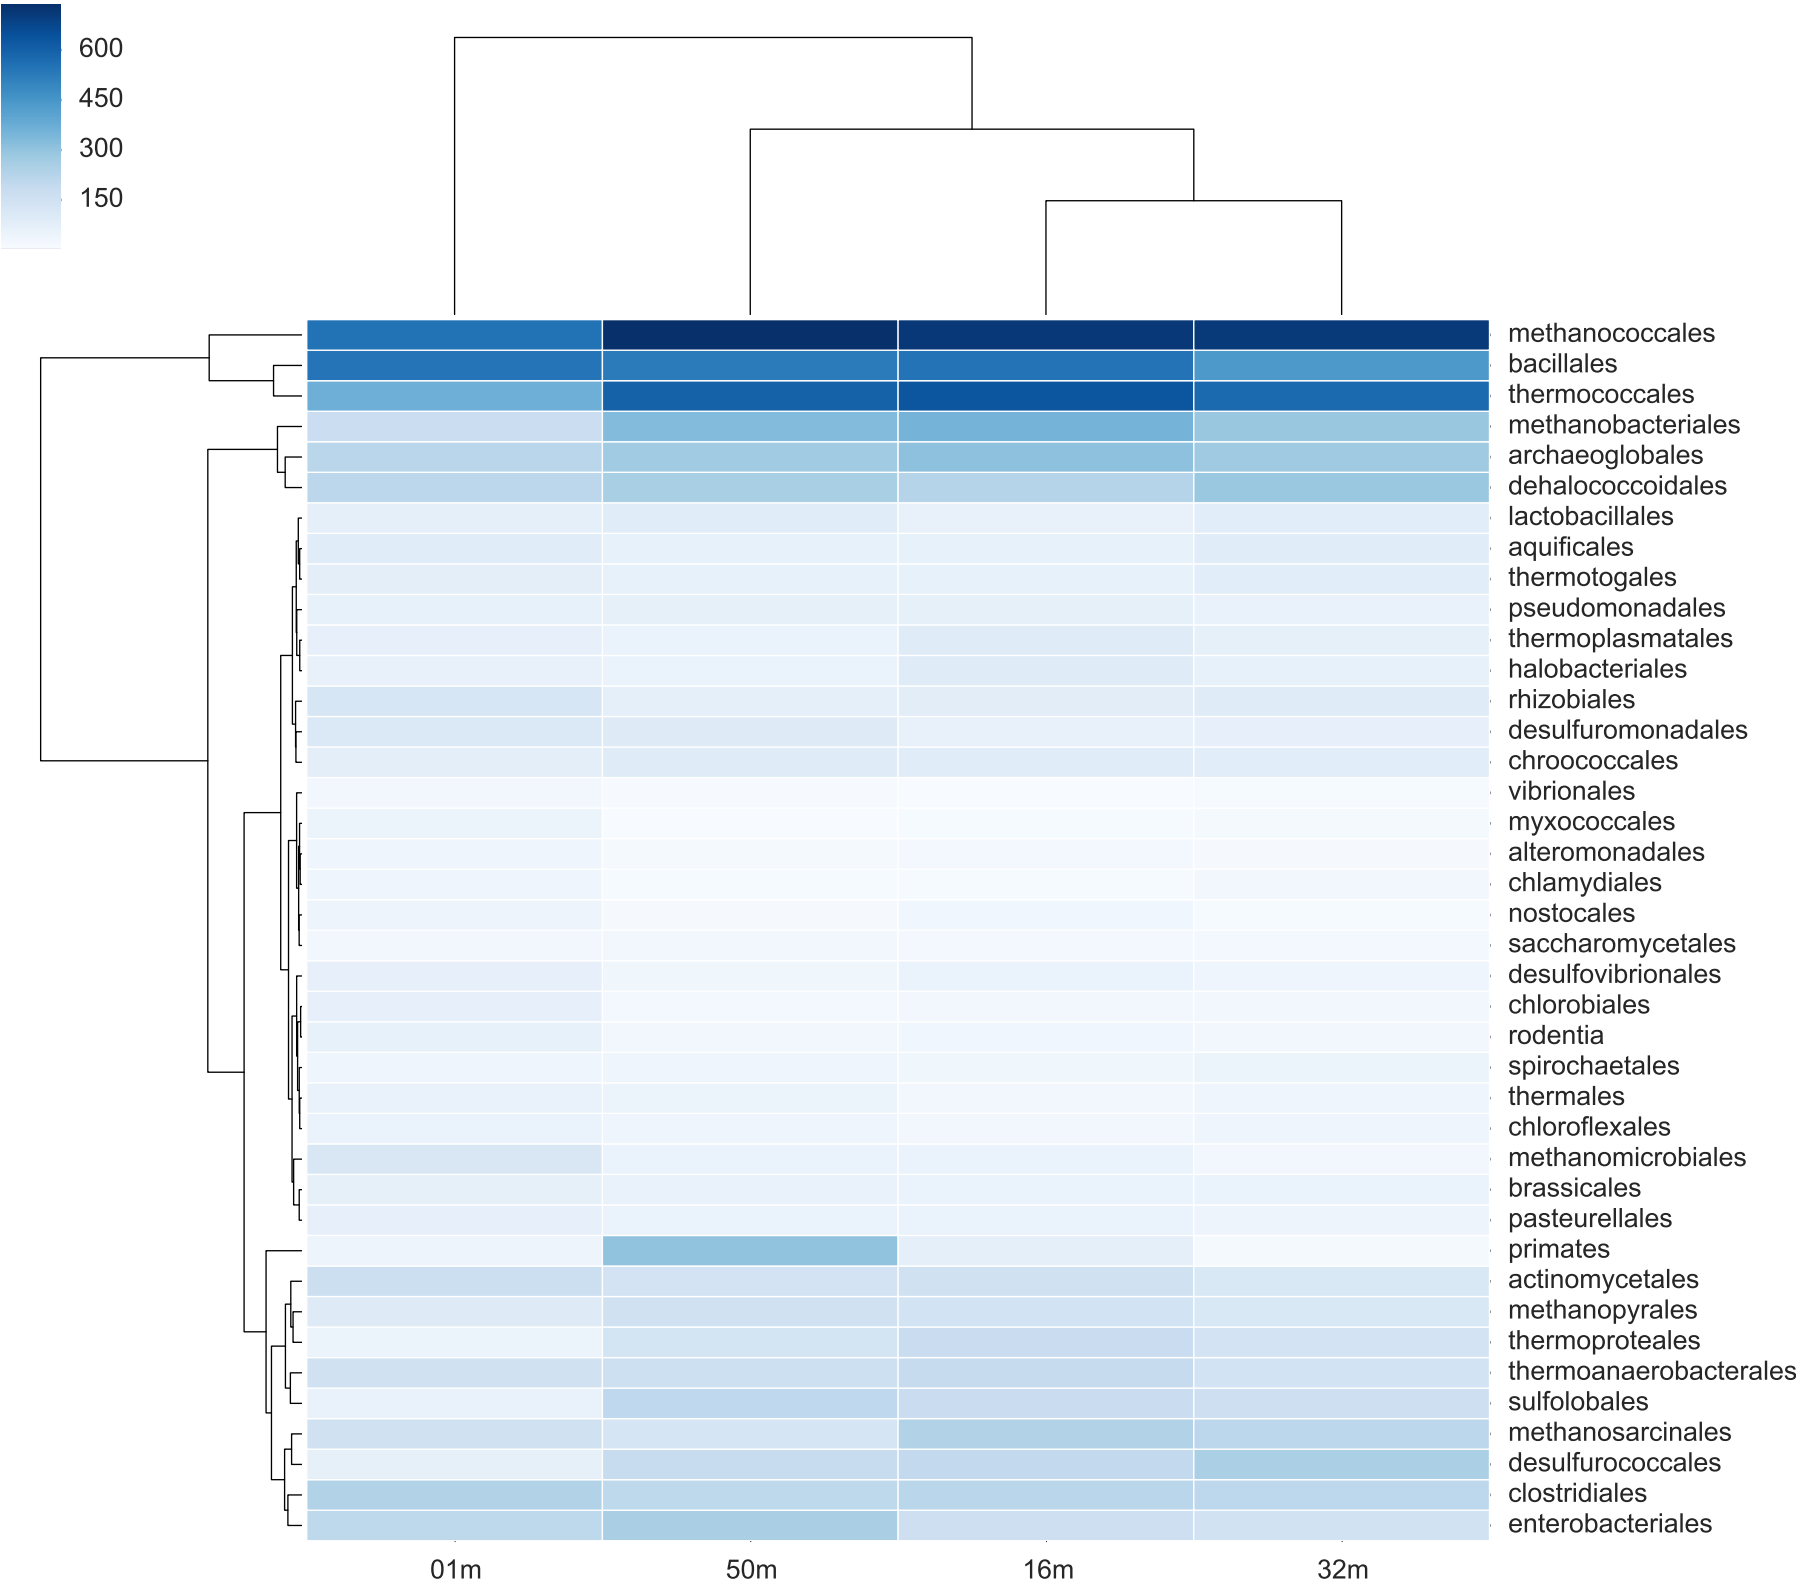 600
450
300
150
methanococcales
bacillales
thermococcales
methanobacteriales
archaeoglobales
dehalococcoidales
lactobacillales
aquificales
thermotogales
pseudomonadales
thermoplasmatales
halobacteriales
rhizobiales
desulfuromonadales
chroococcales
vibrionales
myxococcales
alteromonadales
chlamydiales
nostocales
saccharomycetales
desulfovibrionales
chlorobiales
rodentia
spirochaetales
thermales
chloroflexales
methanomicrobiales
brassicales
pasteurellales
primates
actinomycetales
methanopyrales
thermoproteales
thermoanaerobacterales
sulfolobales
methanosarcinales
desulfurococcales
clostridiales
enterobacteriales
01m 50m 16m 32m